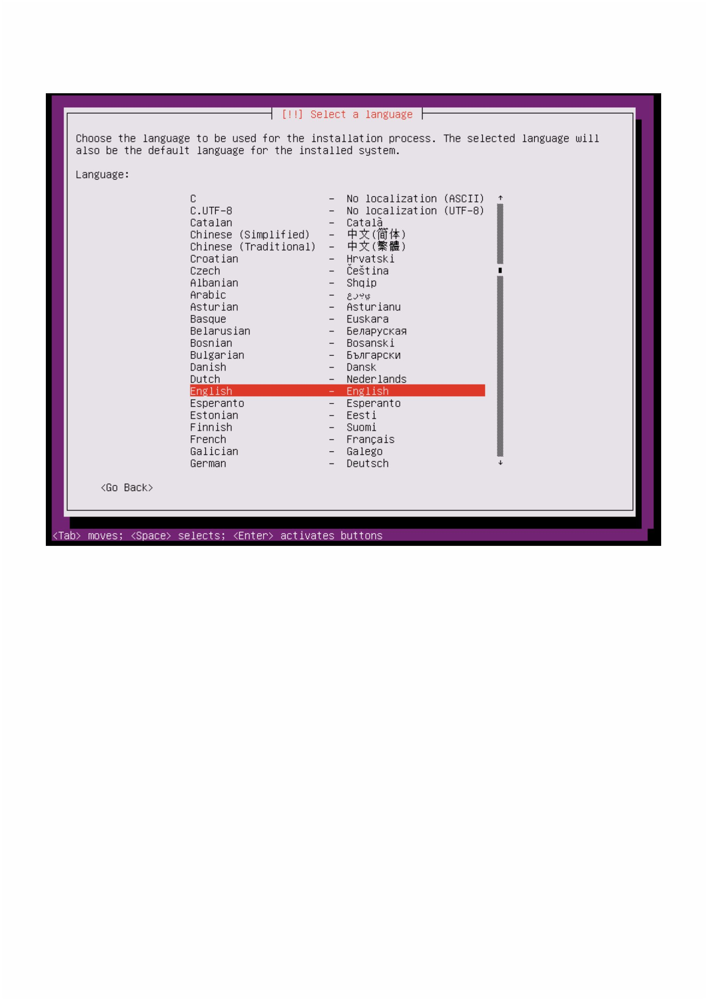 [!!] Select a language
Choose the language to be used for the installation process. The selected language will
also be the default language for the installed system.
Language:
C - No localization (ASCII)
C.UTF-8 - No localization (UTF-8)
Catalan - Català
Chinese (Simplified) - 中文(简体)
Chinese (Traditional) - 中文(繁體)
Croatian - Hrvatski
Czech - Čeština
Albanian - Shqip
Arabic - عربي
Asturian - Asturianu
Basque - Euskara
Belarusian - Беларуская
Bosnian - Bosanski
Bulgarian - Български
Danish - Dansk
Dutch - Nederlands
English - English
Esperanto - Esperanto
Estonian - Eesti
Finnish - Suomi
French - Français
Galician - Galego
German - Deutsch
<Go Back>
<Tab> moves; <Space> selects; <Enter> activates buttons